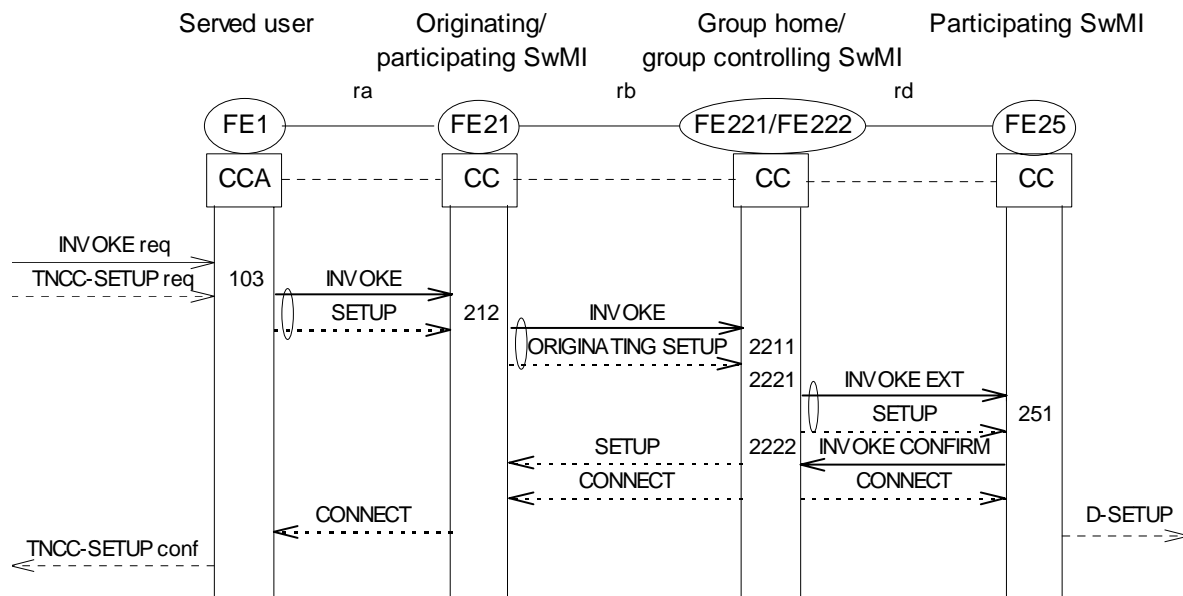 Served user Originating/ Group home/ Participating SwMI
participating SwMI group controlling SwMI
ra rb rd
FE1 FE21 FE221/FE222 FE25
CCA CC CC CC
INVOKE req
TNCC-SETUP req 103 INVOKE
SETUP 212 INVOKE
ORIGINATING SETUP 2211
2221 INVOKE EXT
SETUP 251
SETUP 2222 INVOKE CONFIRM
CONNECT CONNECT
CONNECT D-SETUP
TNCC-SETUP conf